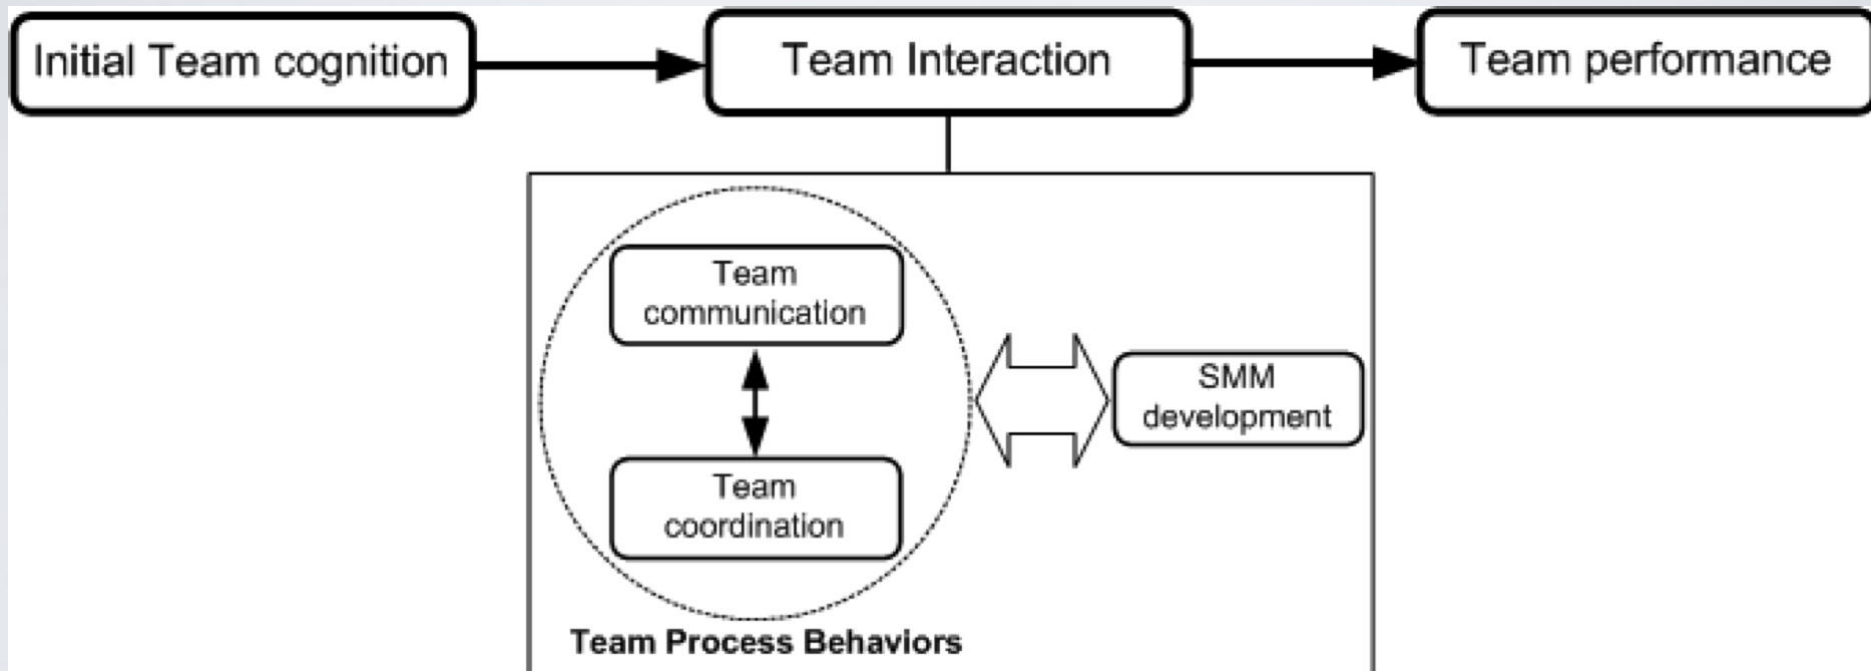 Initial Team cognition
Team Interaction
Team performance
Team
communication
SMM
development
Team
coordination
Team Process Behaviors